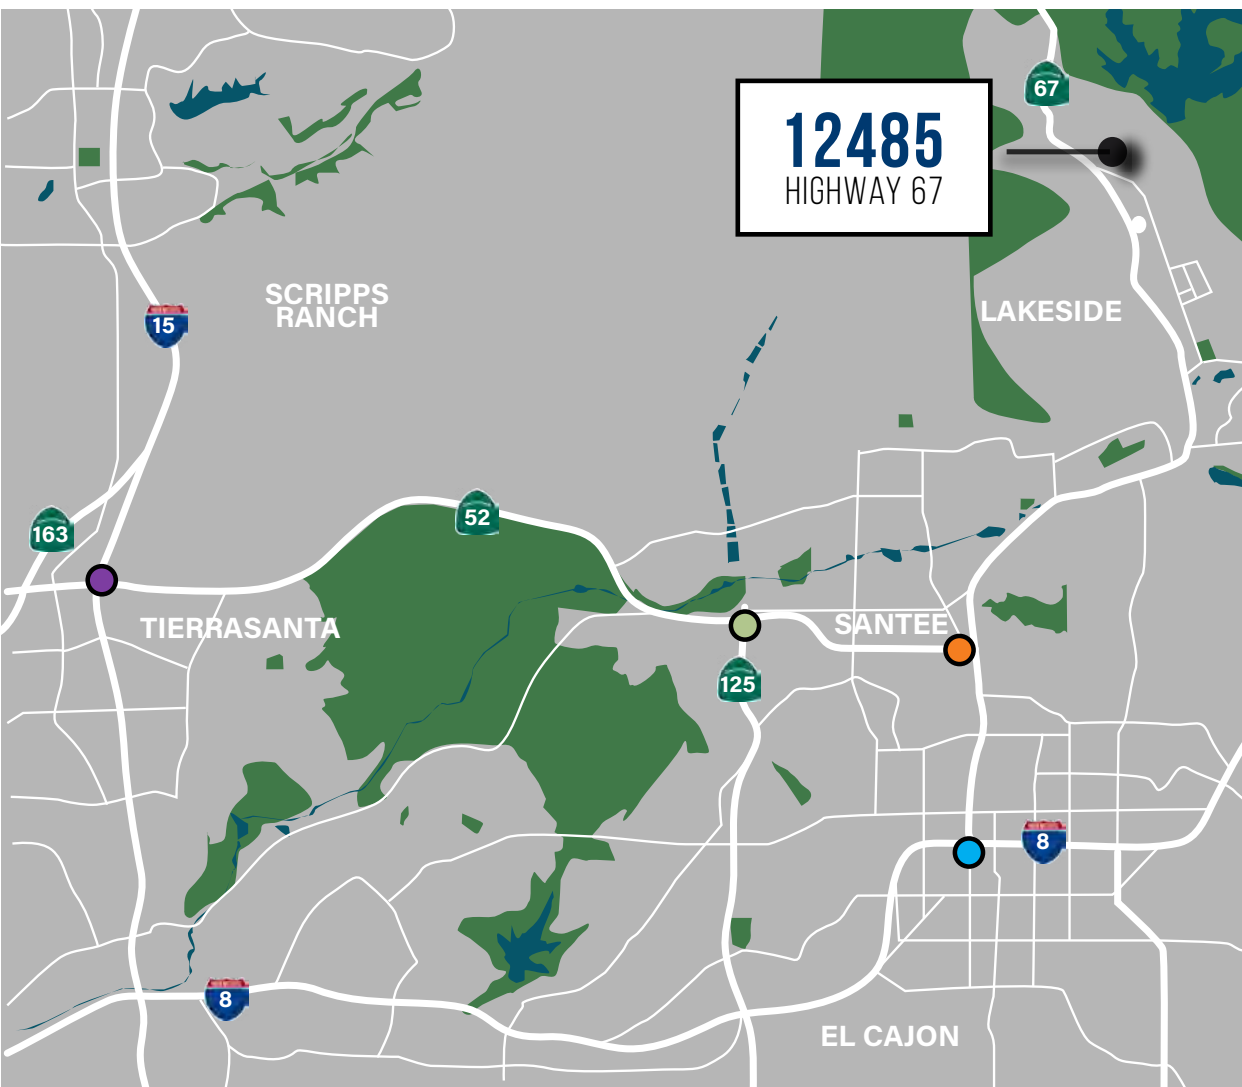 67
12485
HIGHWAY 67
SCRIPPS
RANCH
LAKESIDE
15
52
163
TIERRASANTA
SANTEE
125
8
8
EL CAJON